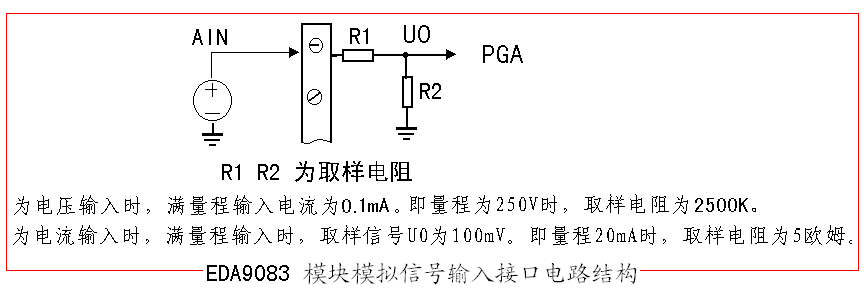 AIN
R1
UO
PGA
R2
R1 R2 为取样电阻
为电压输入时，满量程输入电流为0.1mA。即量程为250V时，取样电阻为2500K。
为电流输入时，满量程输入时，取样信号U0为100mV。即量程20mA时，取样电阻为5欧姆。
EDA9083 模块模拟信号输入接口电路结构